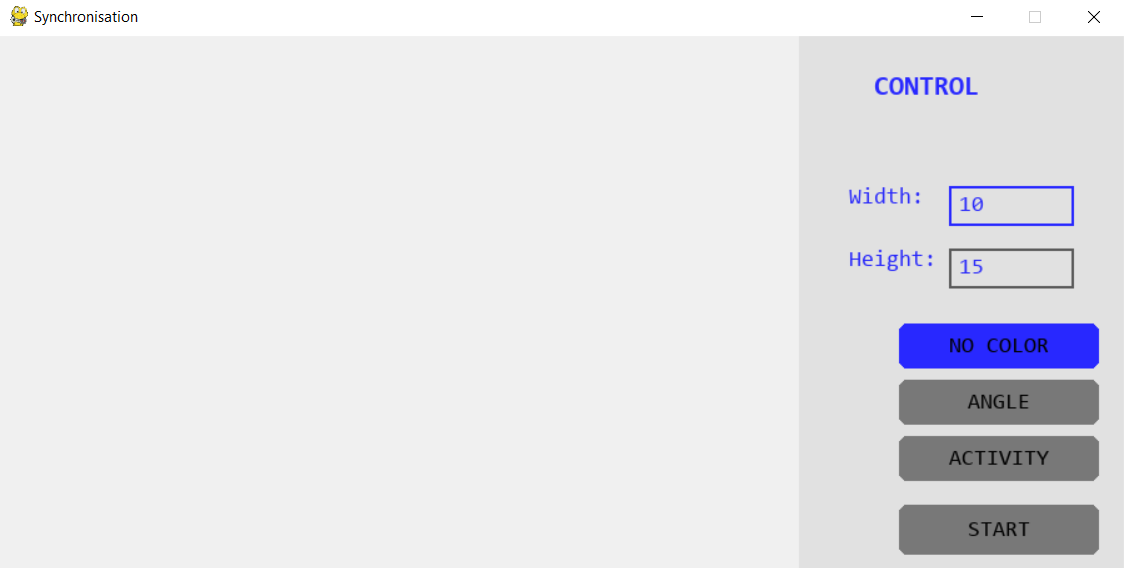 Synchronisation
CONTROL
Width: 10
Height: 15
NO COLOR
ANGLE
ACTIVITY
START